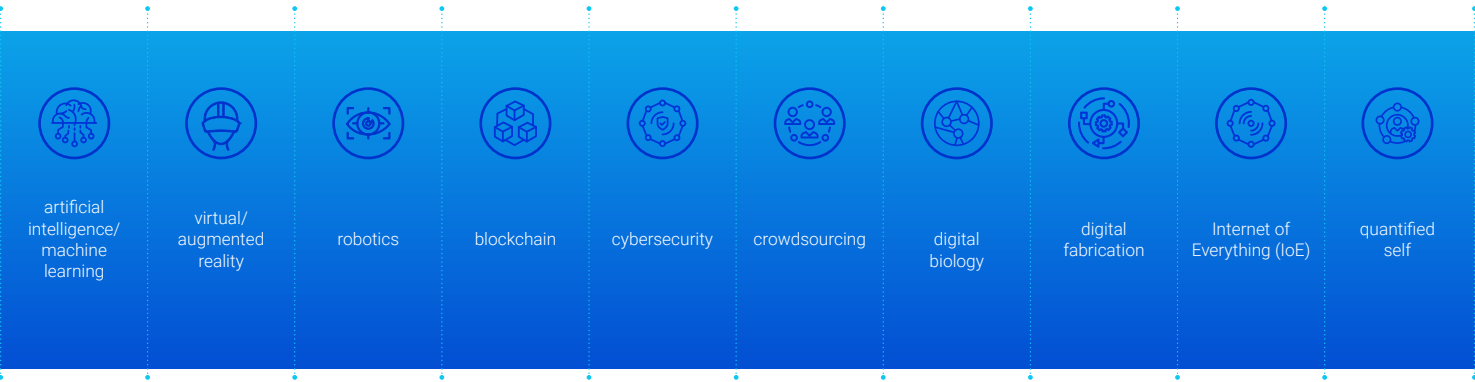 artificial
intelligence/
machine
learning
virtual/
augmented
reality
robotics
blockchain
cybersecurity
crowdsourcing
digital
biology
digital
fabrication
Internet of
Everything (IoE)
quantified
self